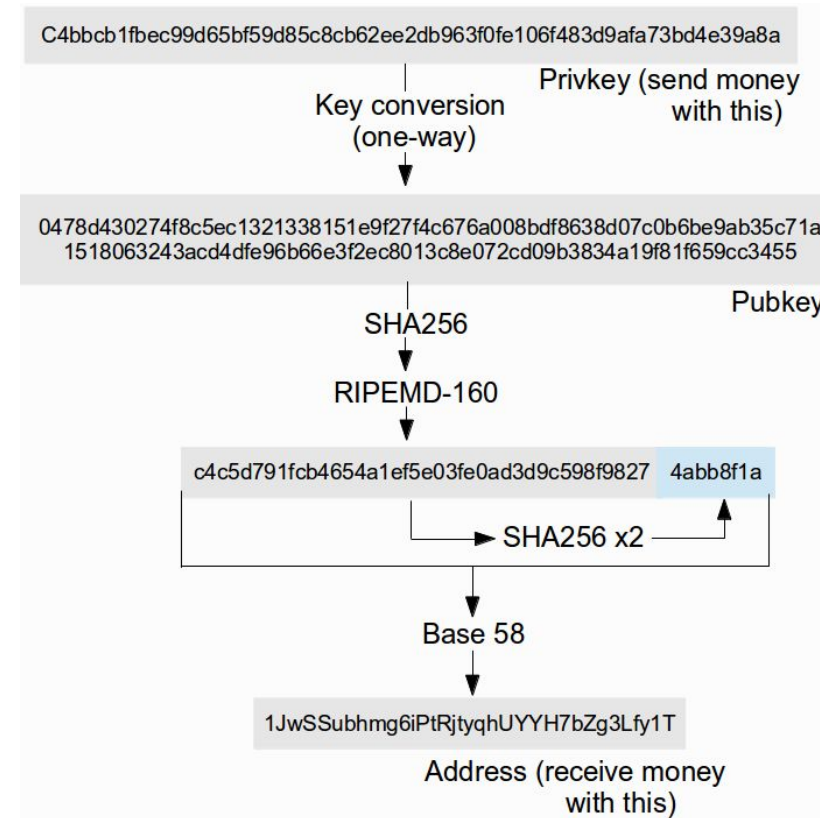 C4bbcb1fbec99d65bf59d85c8cb62ee2db963f0fe106f483d9afa73bd4e39a8a
Privkey (send money
with this)
Key conversion
(one-way)
0478d430274f8c5ec1321338151e9f27f4c676a008bdf8638d07c0b6be9ab35c71a
1518063243acd4dfe96b66e3f2ec8013c8e072cd09b3834a19f81f659cc3455
Pubkey
SHA256
RIPEMD-160
c4c5d791fcb4654a1ef5e03fe0ad3d9c598f9827 4abb8f1a
SHA256 x2
Base 58
1JwSSubhmg6iPtRjtyqhUYYH7bZg3Lfy1T
Address (receive money
with this)